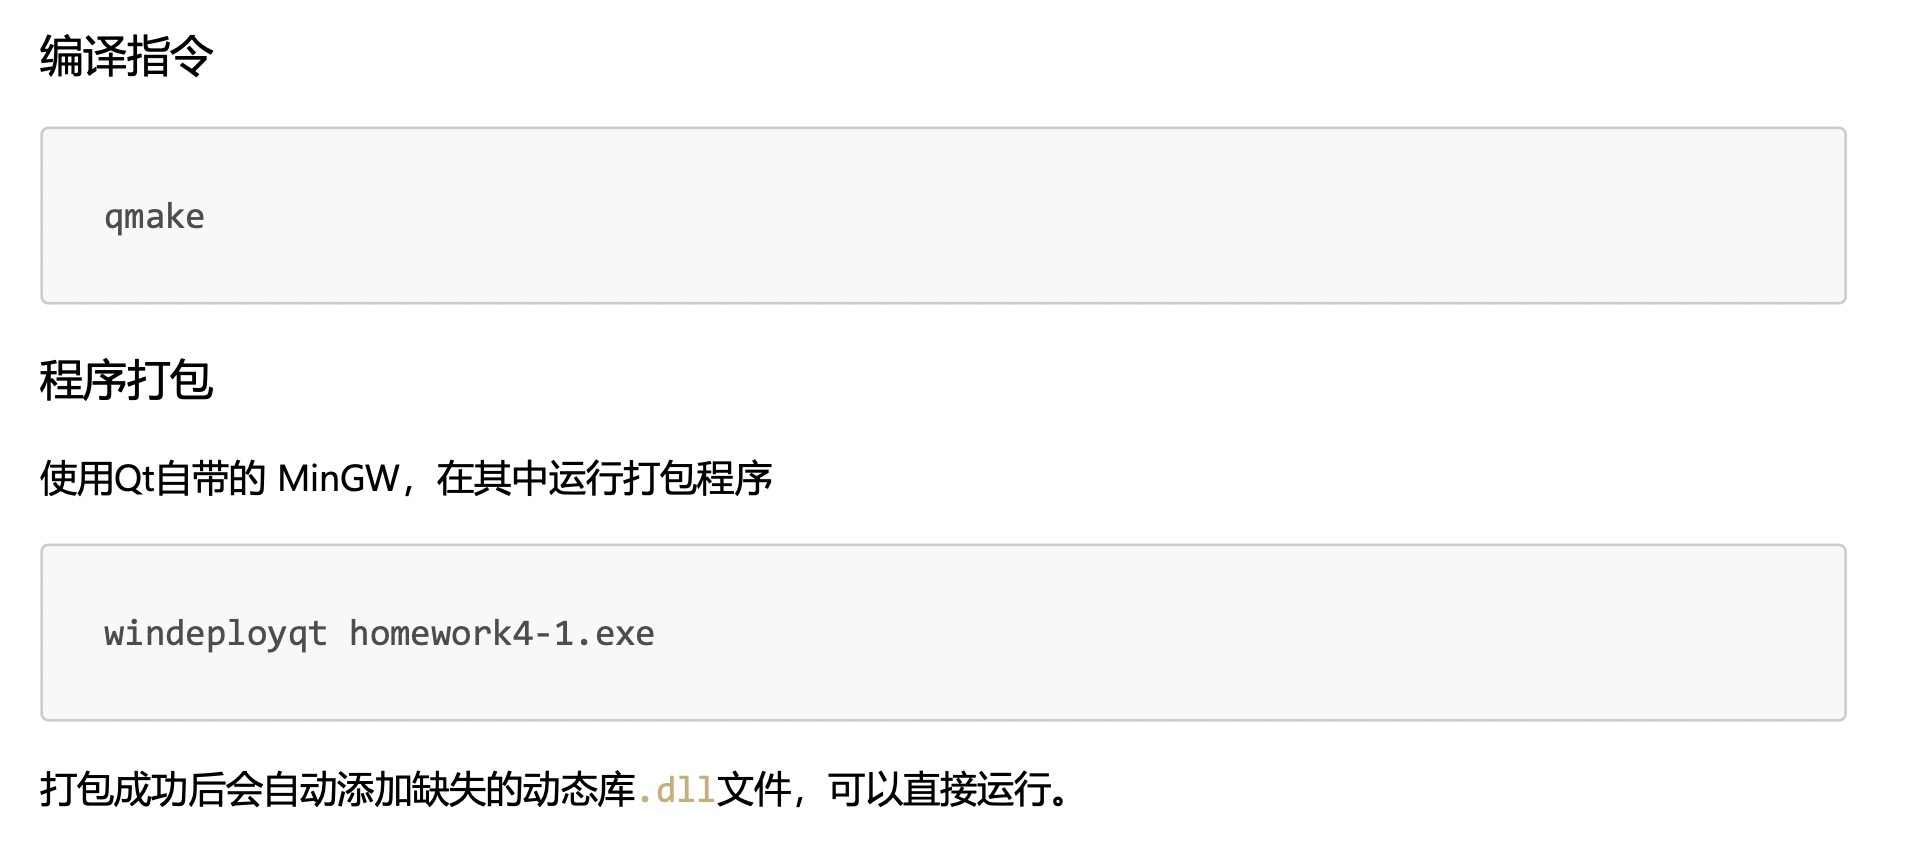 编译指令
qmake
程序打包
使用Qt自带的 MinGW，在其中运行打包程序
windeployqt homework4-1.exe
打包成功后会自动添加缺失的动态库.dll文件，可以直接运行。